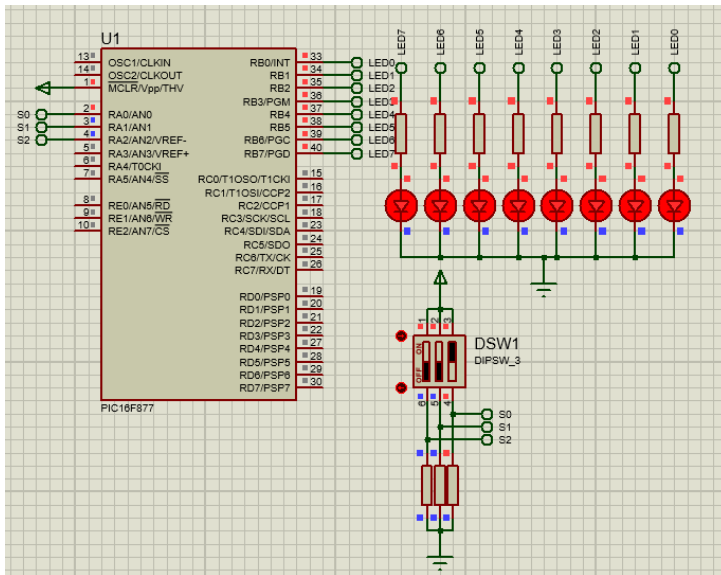 U1
13 OSC1/CLKIN
14 OSC2/CLKOUT
1 MCLR/Vpp/THV
S0 2 RA0/AN0
S1 3 RA1/AN1
S2 4 RA2/AN2/VREF-
5 RA3/AN3/VREF+
6 RA4/T0CKI
7 RA5/AN4/SS
8 RE0/AN5/RD
9 RE1/AN6/WR
10 RE2/AN7/CS
RB0/INT 33 LED0
RB1 34 LED1
RB2 35 LED2
RB3/PGM 36 LED3
RB4 37 LED4
RB5 38 LED5
RB6/PGC 39 LED6
RB7/PGD 40 LED7
RC0/T1OSO/T1CKI 15
RC1/T1OSI/CCP2 16
RC2/CCP1 17
RC3/SCK/SCL 18
RC4/SDI/SDA 23
RC5/SDO 24
RC6/TX/CK 25
RC7/RX/DT 26
RD0/PSP0 19
RD1/PSP1 20
RD2/PSP2 21
RD3/PSP3 22
RD4/PSP4 27
RD5/PSP5 28
RD6/PSP6 29
RD7/PSP7 30
PIC16F877
LED7 LED6 LED5 LED4 LED3 LED2 LED1 LED0
1 2 3
DSW1
DIPSW_3
ON
OFF
6 5 4
S0
S1
S2